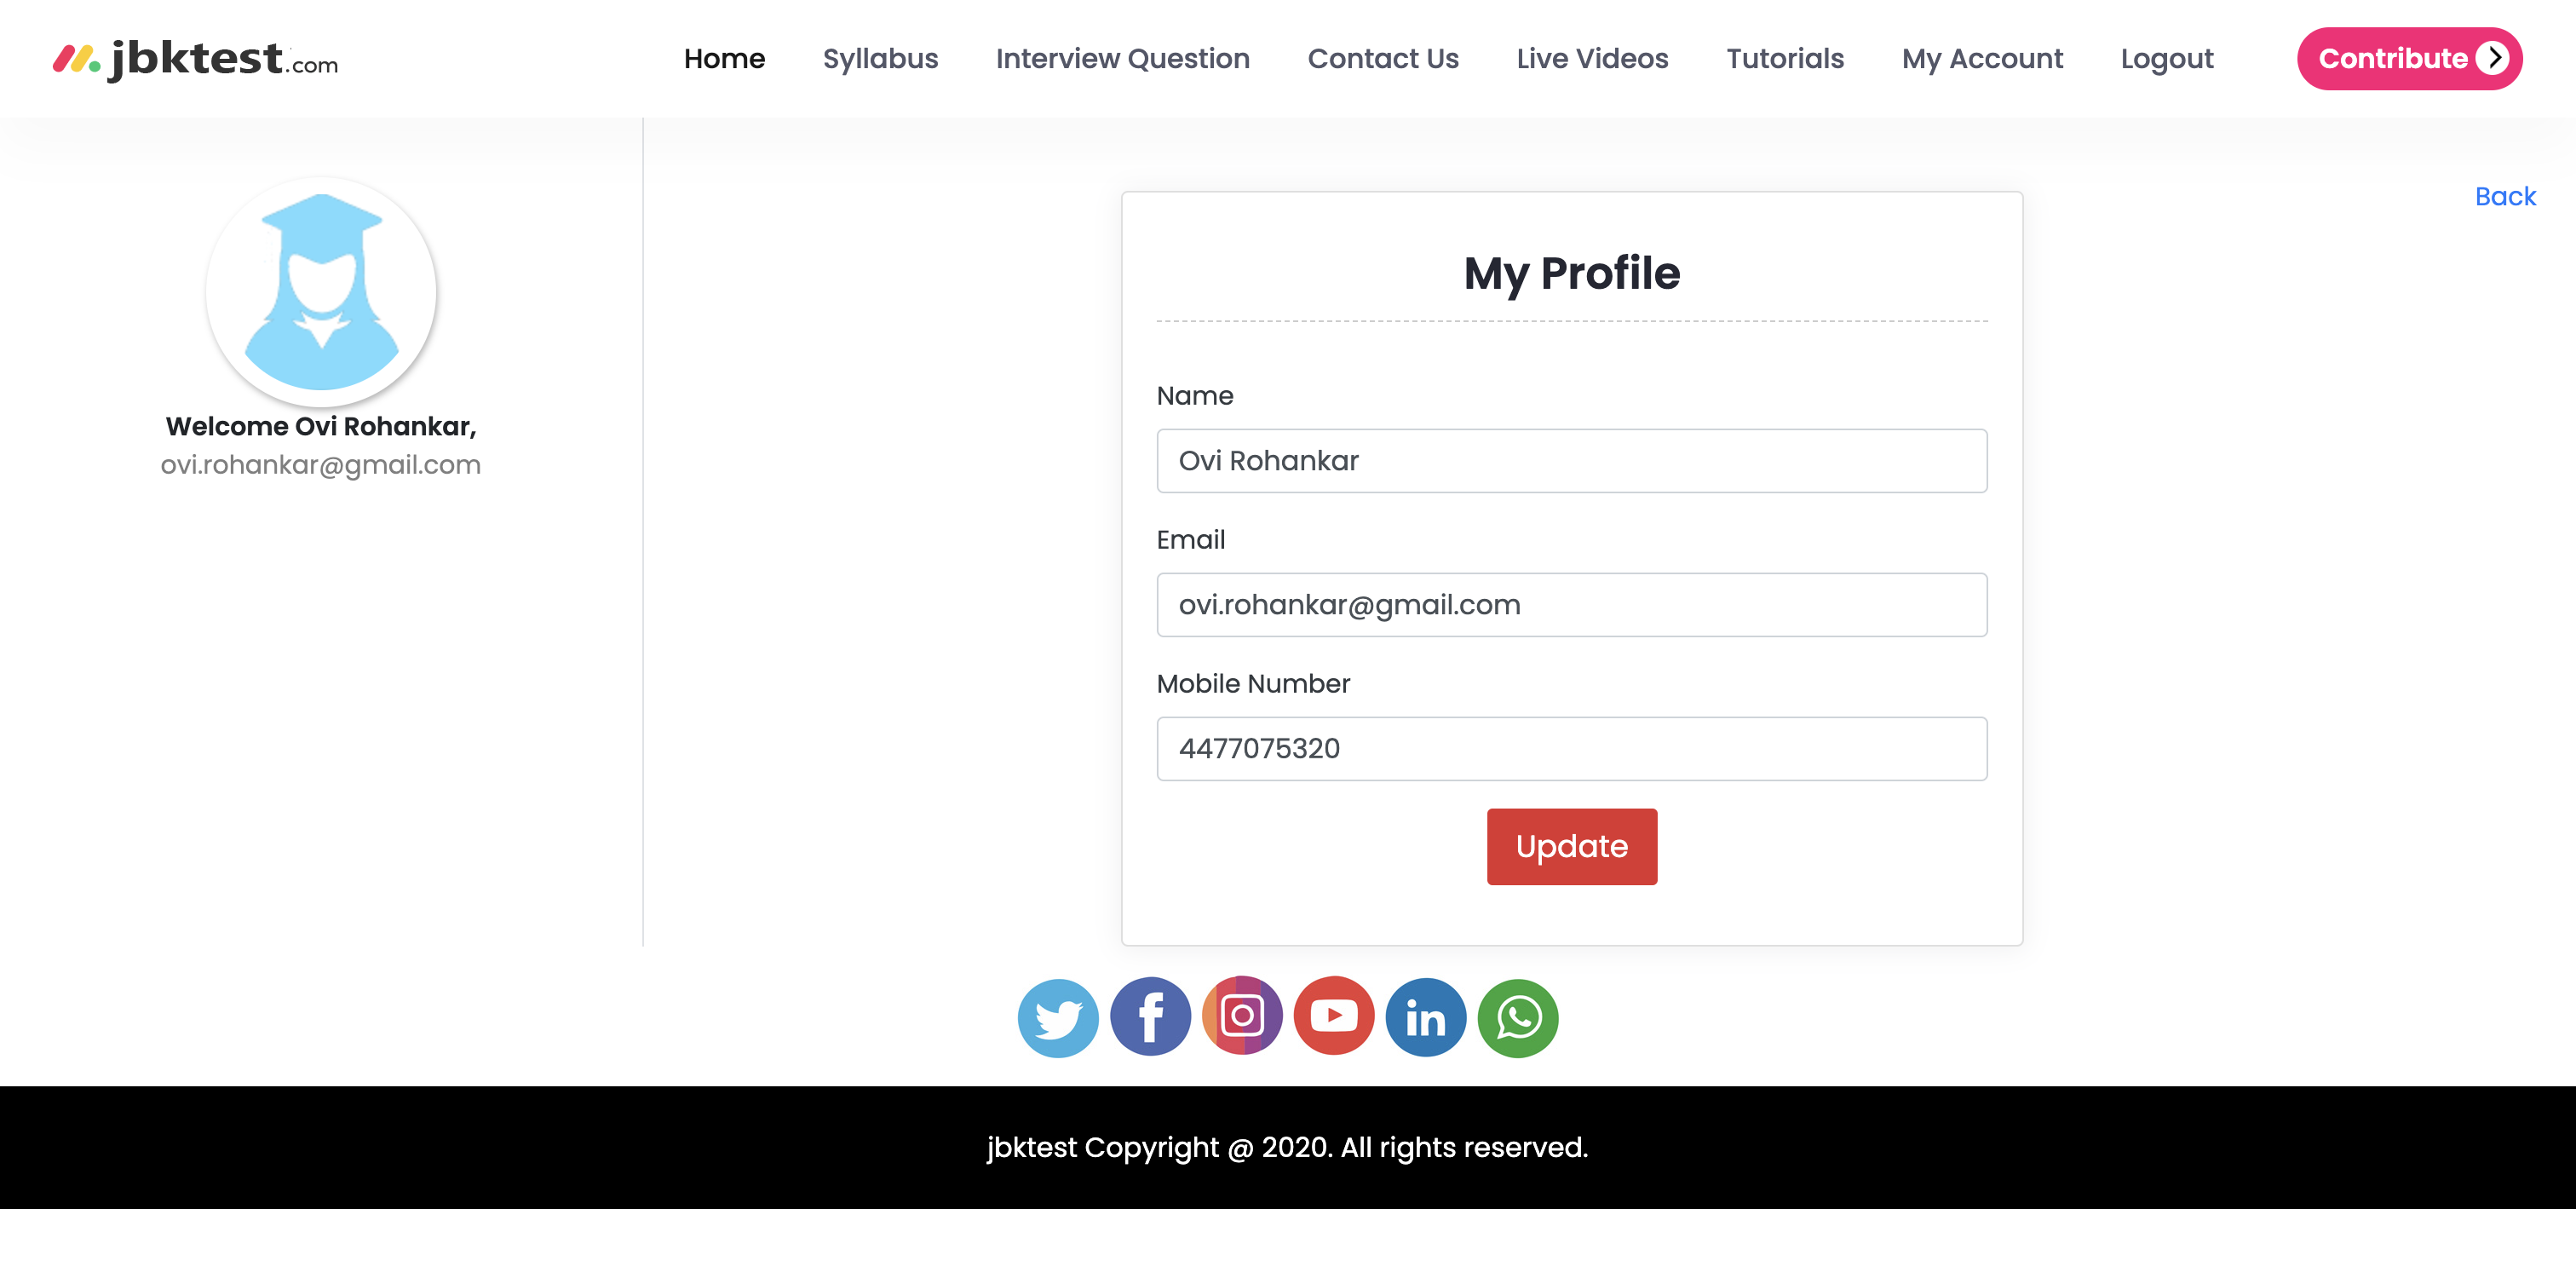 jbktest.com
Home Syllabus Interview Question Contact Us Live Videos Tutorials My Account Logout Contribute
Back
Welcome Ovi Rohankar,
ovi.rohankar@gmail.com
My Profile
Name
Ovi Rohankar
Email
ovi.rohankar@gmail.com
Mobile Number
4477075320
Update
jbktest Copyright @ 2020. All rights reserved.